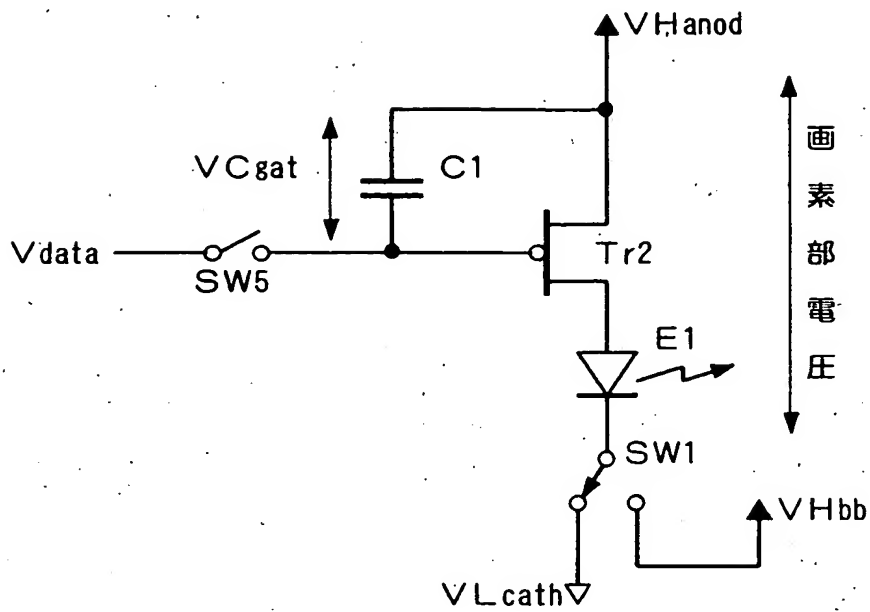 VHanod
VCgat
C1
Vdata
SW5
Tr2
E1
SW1
VHbb
VLcath
画素部電圧